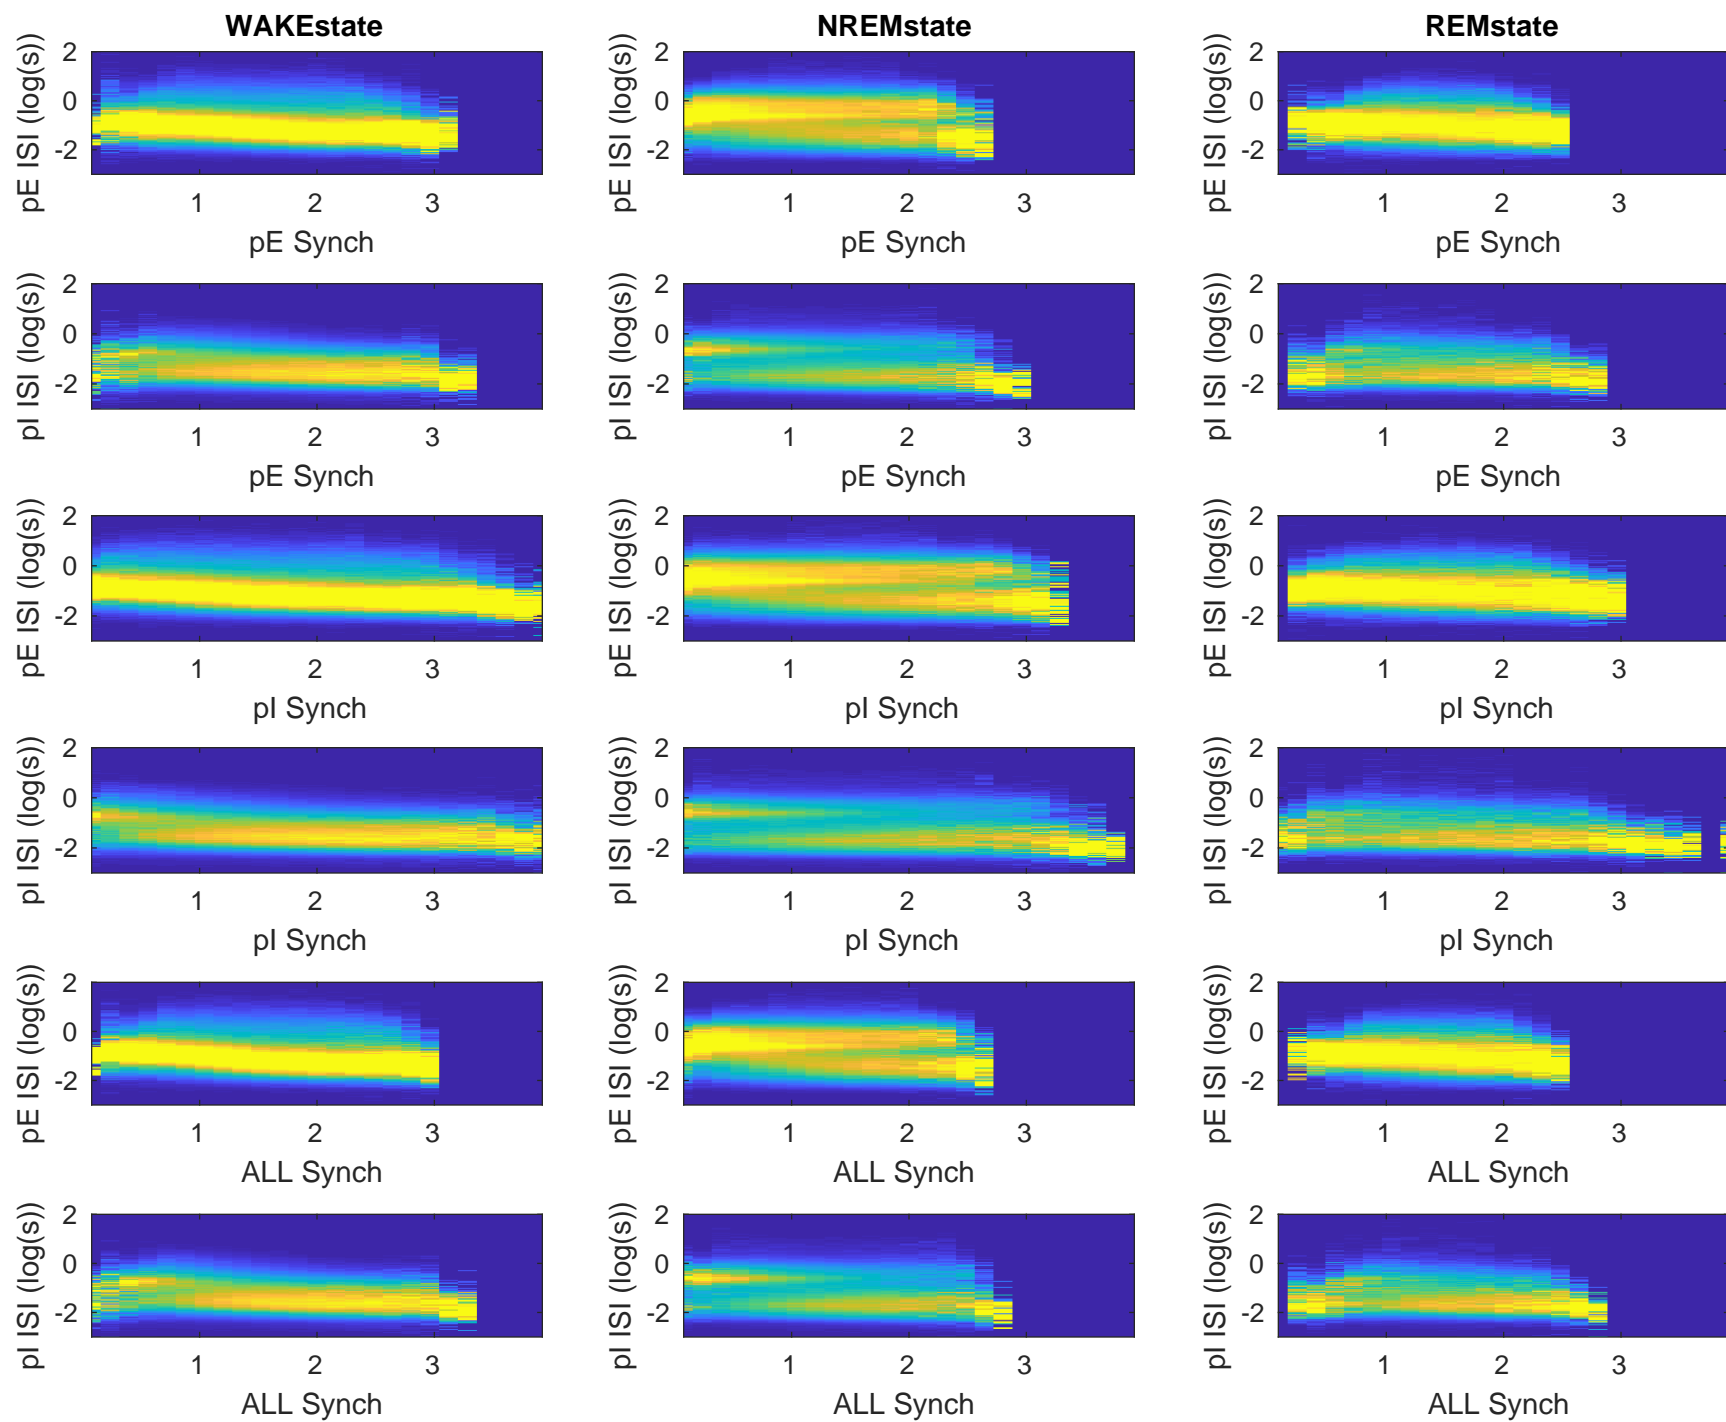 WAKEstate NREMstate REMstate
pE ISI (log(s)) 2 0 -2 pE ISI (log(s)) 2 0 -2 pE ISI (log(s)) 2 0 -2
1 2 3 1 2 3 1 2 3
pE Synch pE Synch pE Synch
pI ISI (log(s)) 2 0 -2 pI ISI (log(s)) 2 0 -2 pI ISI (log(s)) 2 0 -2
1 2 3 1 2 3 1 2 3
pE Synch pE Synch pE Synch
pE ISI (log(s)) 2 0 -2 pE ISI (log(s)) 2 0 -2 pE ISI (log(s)) 2 0 -2
1 2 3 1 2 3 1 2 3
pI Synch pI Synch pI Synch
pI ISI (log(s)) 2 0 -2 pI ISI (log(s)) 2 0 -2 pI ISI (log(s)) 2 0 -2
1 2 3 1 2 3 1 2 3
pI Synch pI Synch pI Synch
pE ISI (log(s)) 2 0 -2 pE ISI (log(s)) 2 0 -2 pE ISI (log(s)) 2 0 -2
1 2 3 1 2 3 1 2 3
ALL Synch ALL Synch ALL Synch
pI ISI (log(s)) 2 0 -2 pI ISI (log(s)) 2 0 -2 pI ISI (log(s)) 2 0 -2
1 2 3 1 2 3 1 2 3
ALL Synch ALL Synch ALL Synch